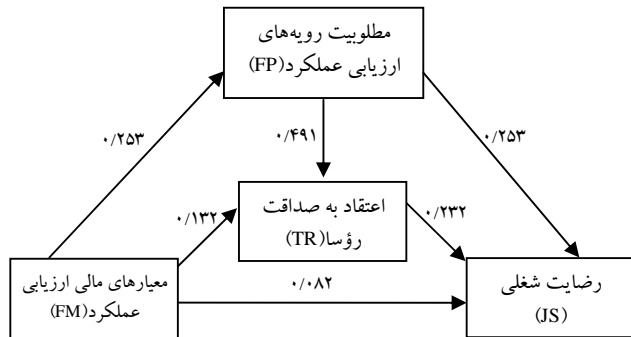 مطلوبیت رویه‌های
ارزیابی عملکرد(FP)
۰/۲۵۳
۰/۴۹۱
۰/۲۵۳
اعتقاد به صداقت
رؤسا(TR)
۰/۱۳۲
۰/۲۳۲
معیارهای مالی ارزیابی
عملکرد(FM)
۰/۰۸۲
رضایت شغلی
(JS)